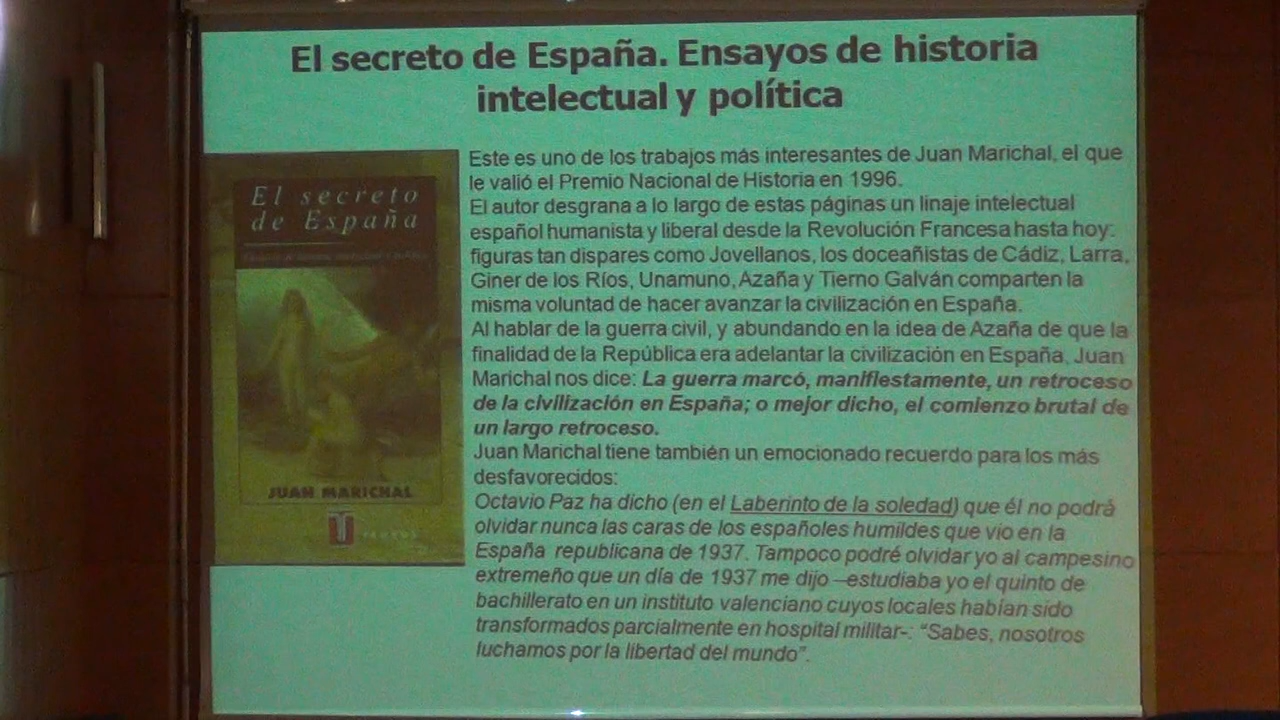 El secreto de España. Ensayos de historia
intelectual y política
El secreto
de España
JUAN MARICHAL
TAURUS
Este es uno de los trabajos más interesantes de Juan Marichal, el que
le valió el Premio Nacional de Historia en 1996.
El autor desgrana a lo largo de estas páginas un linaje intelectual
español humanista y liberal desde la Revolución Francesa hasta hoy:
figuras tan dispares como Jovellanos, los doceañistas de Cádiz, Larra,
Giner de los Ríos, Unamuno, Azaña y Tierno Galván comparten la
misma voluntad de hacer avanzar la civilización en España.
Al hablar de la guerra civil, y abundando en la idea de Azaña de que la
finalidad de la República era adelantar la civilización en España, Juan
Marichal nos dice: La guerra marcó, manifiestamente, un retroceso
de la civilización en España; o mejor dicho, el comienzo brutal de
un largo retroceso.
Juan Marichal tiene también un emocionado recuerdo para los más
desfavorecidos:
Octavio Paz ha dicho (en el Laberinto de la soledad) que él no podrá
olvidar nunca las caras de los españoles humildes que vio en la
España republicana de 1937. Tampoco podré olvidar yo al campesino
extremeño que un día de 1937 me dijo –estudiaba yo el quinto de
bachillerato en un instituto valenciano cuyos locales habían sido
transformados parcialmente en hospital militar-: “Sabes, nosotros
luchamos por la libertad del mundo”.